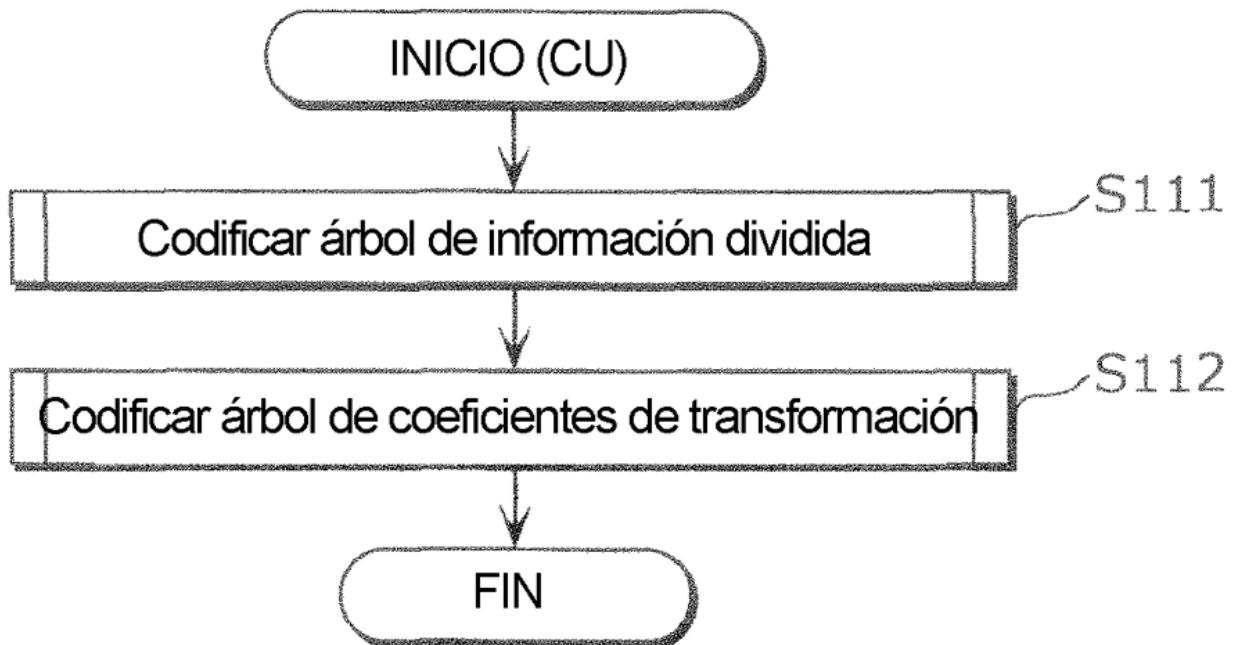 INICIO (CU)
Codificar árbol de información dividida
S111
Codificar árbol de coeficientes de transformación
S112
FIN